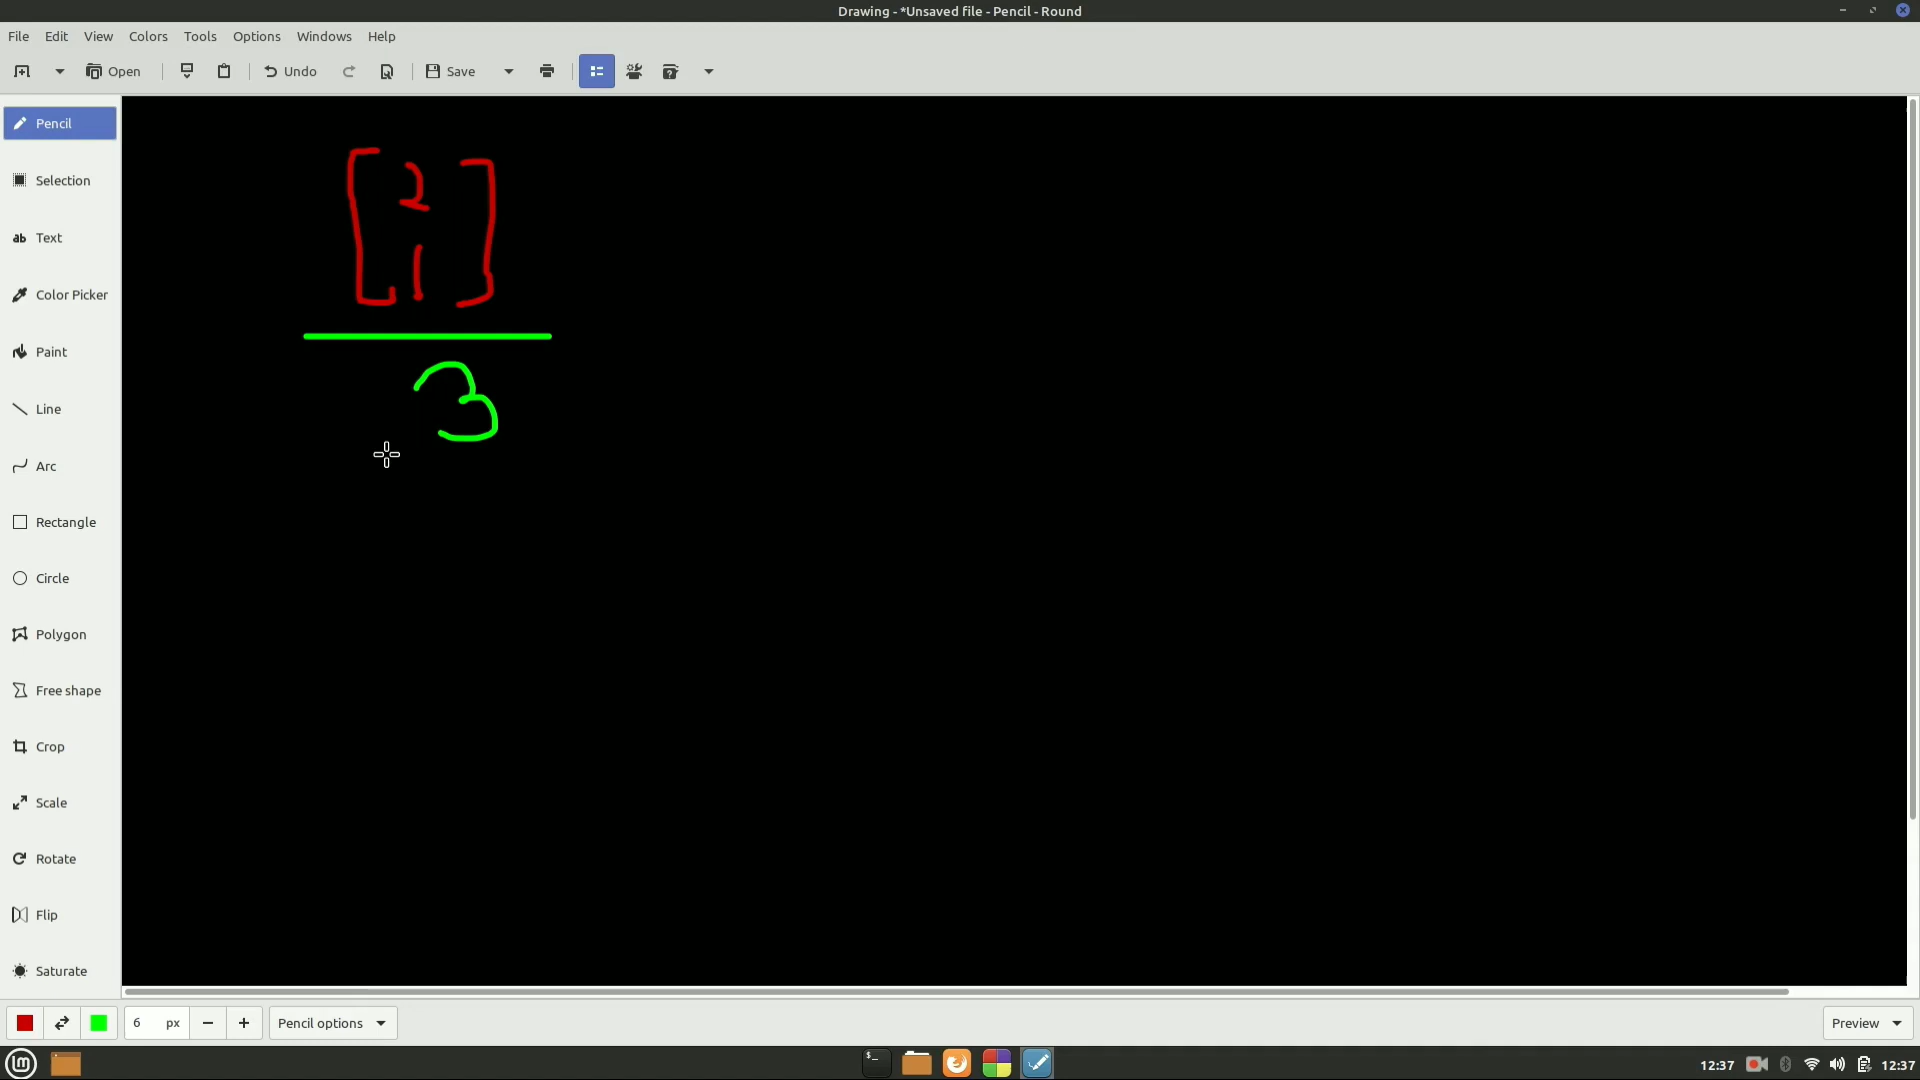 Drawing - *Unsaved file - Pencil - Round
File Edit View Colors Tools Options Windows Help
Open Undo Save
Pencil
Selection
ab Text
Color Picker
Paint
Line
Arc
Rectangle
Circle
Polygon
Free shape
Crop
Scale
Rotate
Flip
Saturate
[ 2 ]
1
3
6 px − + Pencil options Preview
lm $_ 12:37 12:37